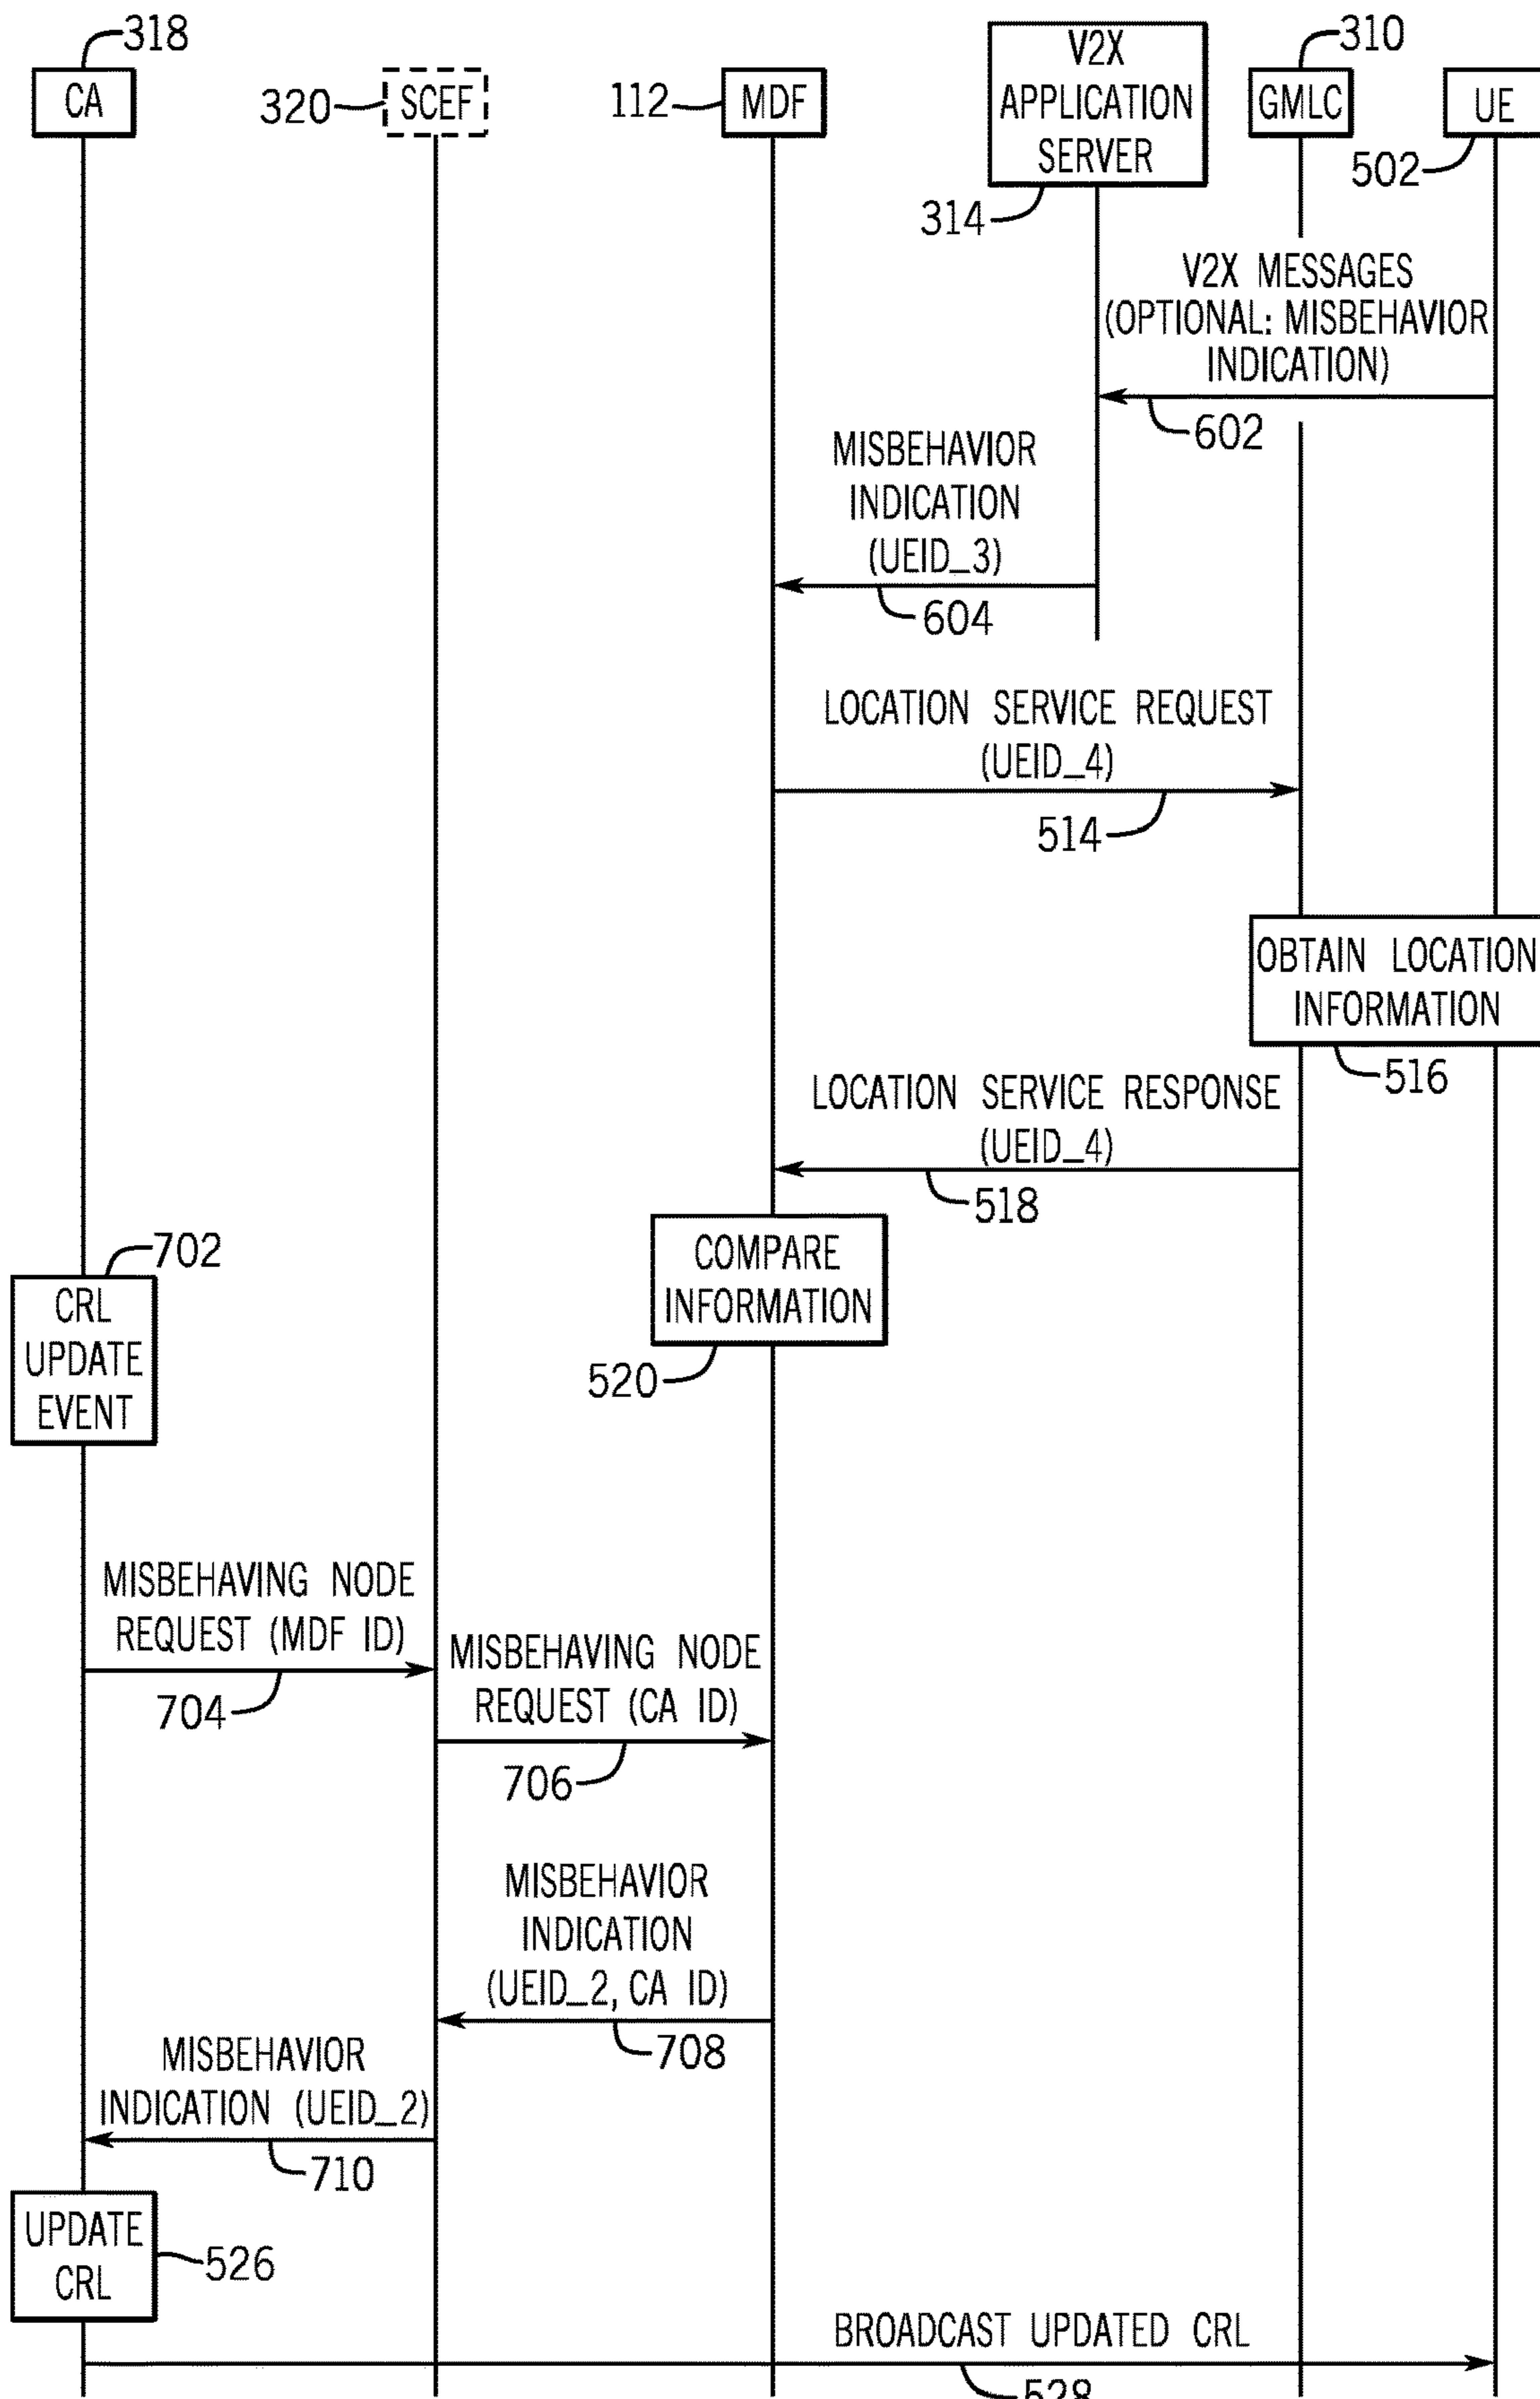 318
CA
320
SCEF
112
MDF
V2X
APPLICATION
SERVER
314
310
GMLC
UE
502
V2X MESSAGES
(OPTIONAL: MISBEHAVIOR
INDICATION)
602
MISBEHAVIOR
INDICATION
(UEID_3)
604
LOCATION SERVICE REQUEST
(UEID_4)
514
OBTAIN LOCATION
INFORMATION
516
LOCATION SERVICE RESPONSE
(UEID_4)
518
COMPARE
INFORMATION
520
702
CRL
UPDATE
EVENT
MISBEHAVING NODE
REQUEST (MDF ID)
704
MISBEHAVING NODE
REQUEST (CA ID)
706
MISBEHAVIOR
INDICATION
(UEID_2, CA ID)
708
MISBEHAVIOR
INDICATION (UEID_2)
710
UPDATE
CRL
526
BROADCAST UPDATED CRL
528